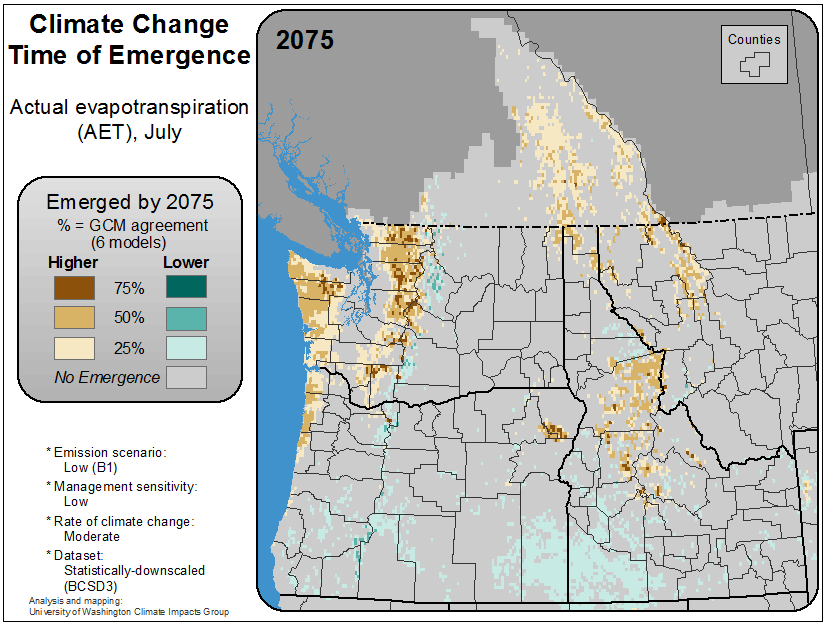 Climate Change
Time of Emergence
Actual evapotranspiration
(AET), July
Emerged by 2075
% = GCM agreement
(6 models)
Higher Lower
75%
50%
25%
No Emergence
* Emission scenario:
Low (B1)
* Management sensitivity:
Low
* Rate of climate change:
Moderate
* Dataset:
Statistically-downscaled
(BCSD3)
Analysis and mapping:
University of Washington Climate Impacts Group
2075
Counties